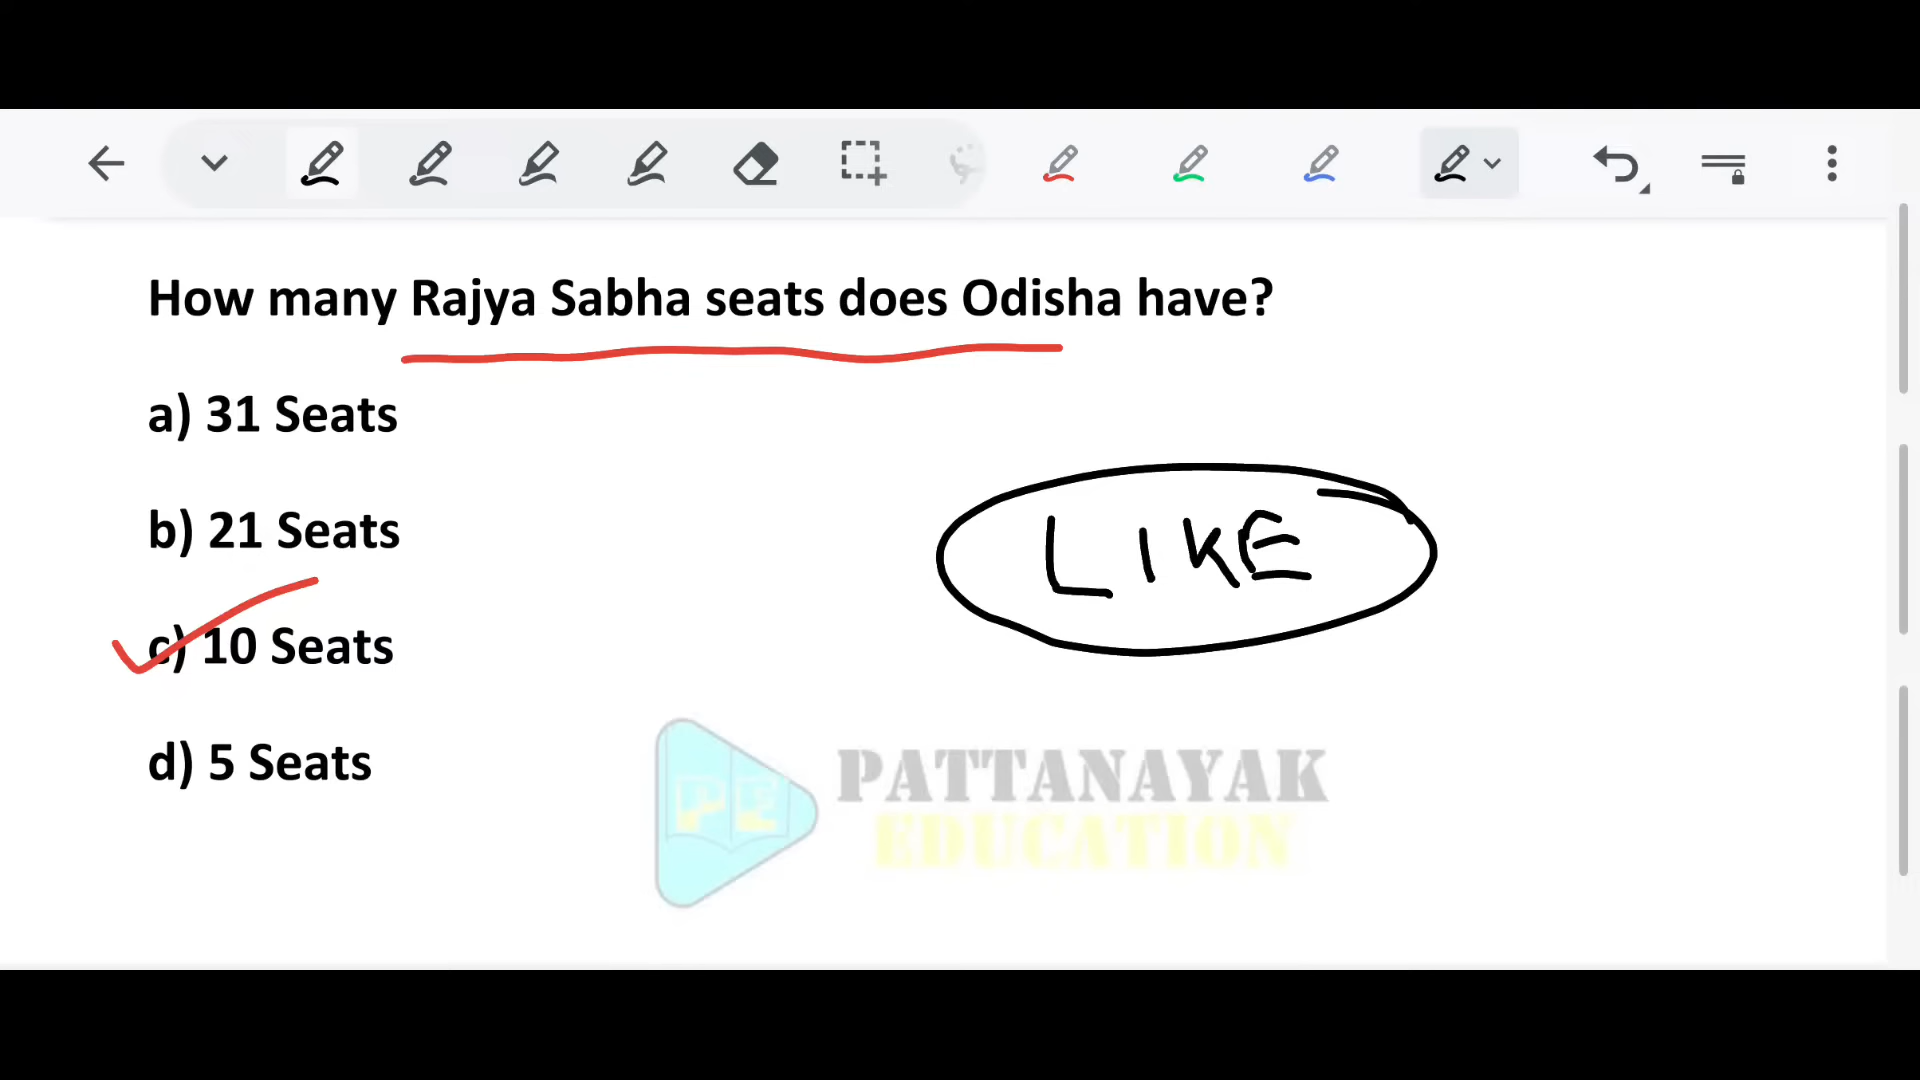 How many Rajya Sabha seats does Odisha have?
a) 31 Seats
b) 21 Seats
c) 10 Seats
d) 5 Seats
LIKE
PE
PATTANAYAK
EDUCATION